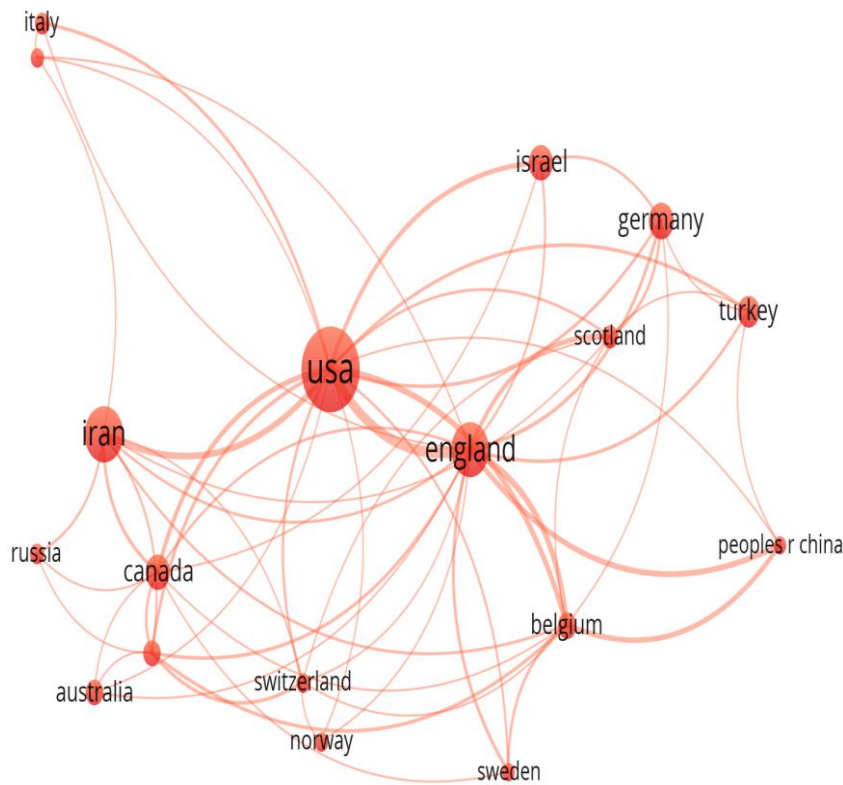 italy
israel
germany
turkey
scotland
usa
iran
england
russia
canada
peoples r china
belgium
australia
switzerland
norway
sweden